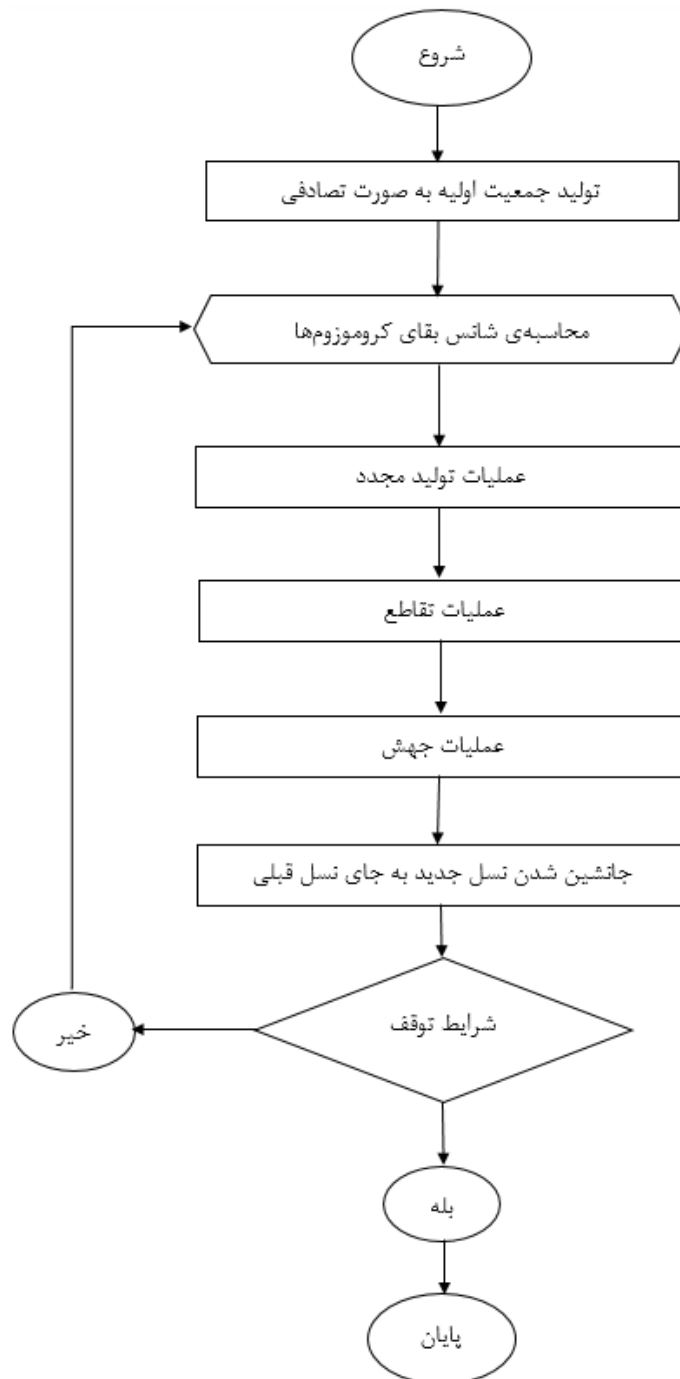 شروع
تولید جمعیت اولیه به صورت تصادفی
محاسبه‌ی شانس بقای کروموزوم‌ها
عملیات تولید مجدد
عملیات تقاطع
عملیات جهش
جانشین شدن نسل جدید به جای نسل قبلی
شرایط توقف
خیر
بله
پایان